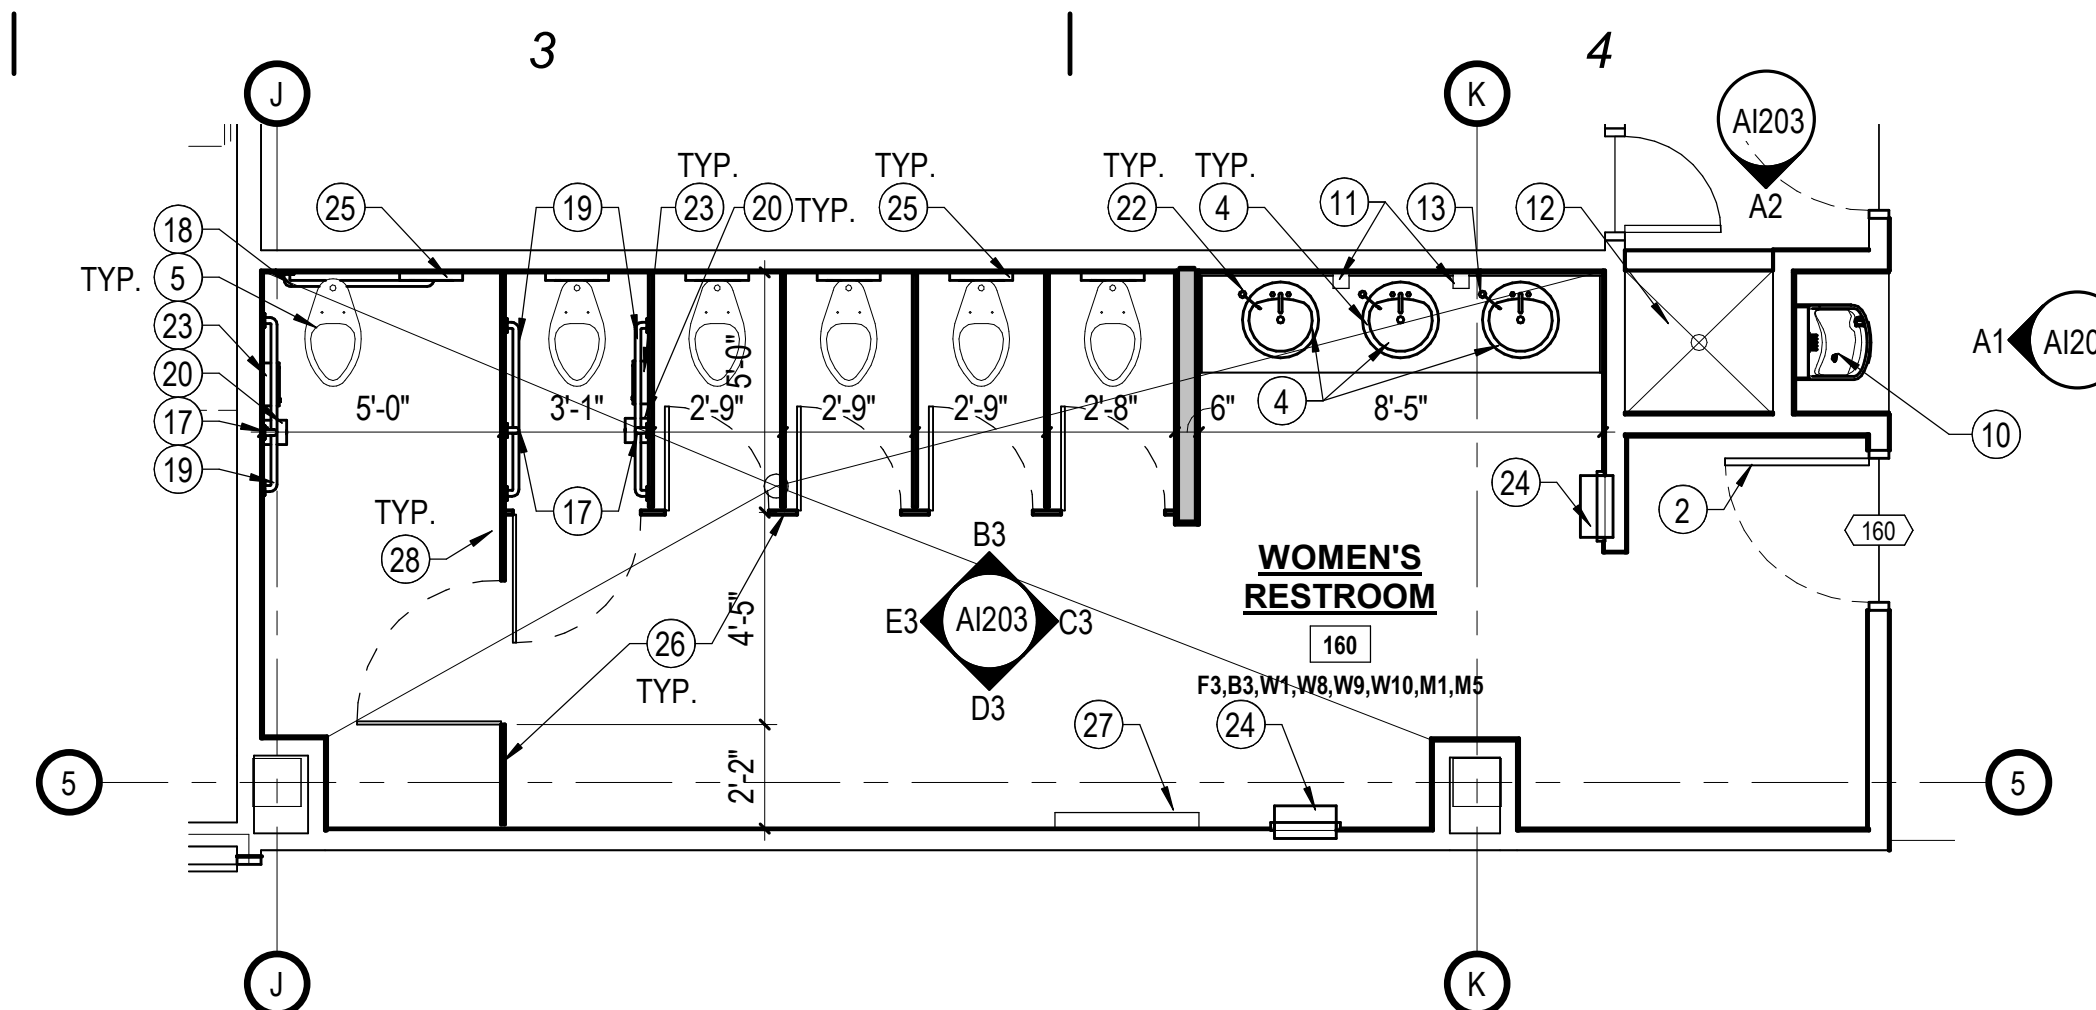 3
4
J
K
AI203
A2
TYP.
TYP.
TYP.
TYP.
18
25
19
23
20
TYP.
25
22
4
11
13
12
TYP.
5
23
20
17
19
5'-0"
3'-1"
2'-9"
2'-9"
2'-9"
2'-8"
6"
8'-5"
5'-0"
4
A1
AI20
10
17
24
2
TYP.
28
160
B3
E3
AI203
C3
D3
WOMEN'S
RESTROOM
160
F3,B3,W1,W8,W9,W10,M1,M5
4'-5"
26
TYP.
27
24
2'-2"
5
5
J
K